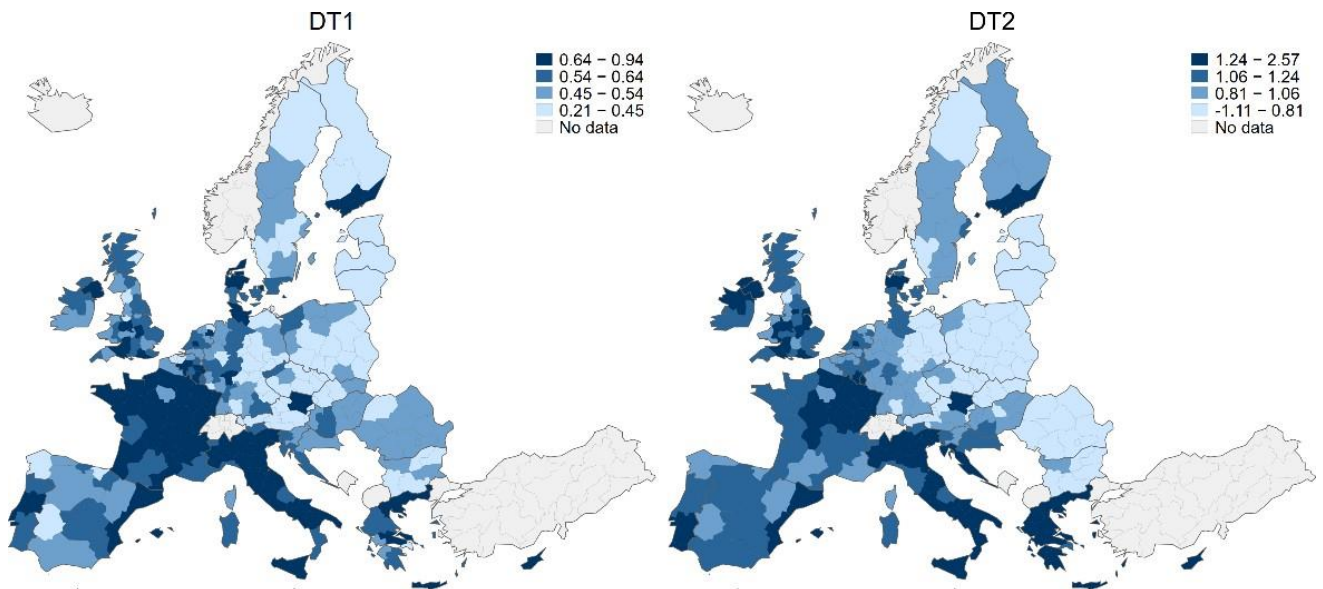 DT1
0.64 – 0.94
0.54 – 0.64
0.45 – 0.54
0.21 – 0.45
No data
DT2
1.24 – 2.57
1.06 – 1.24
0.81 – 1.06
-1.11 – 0.81
No data